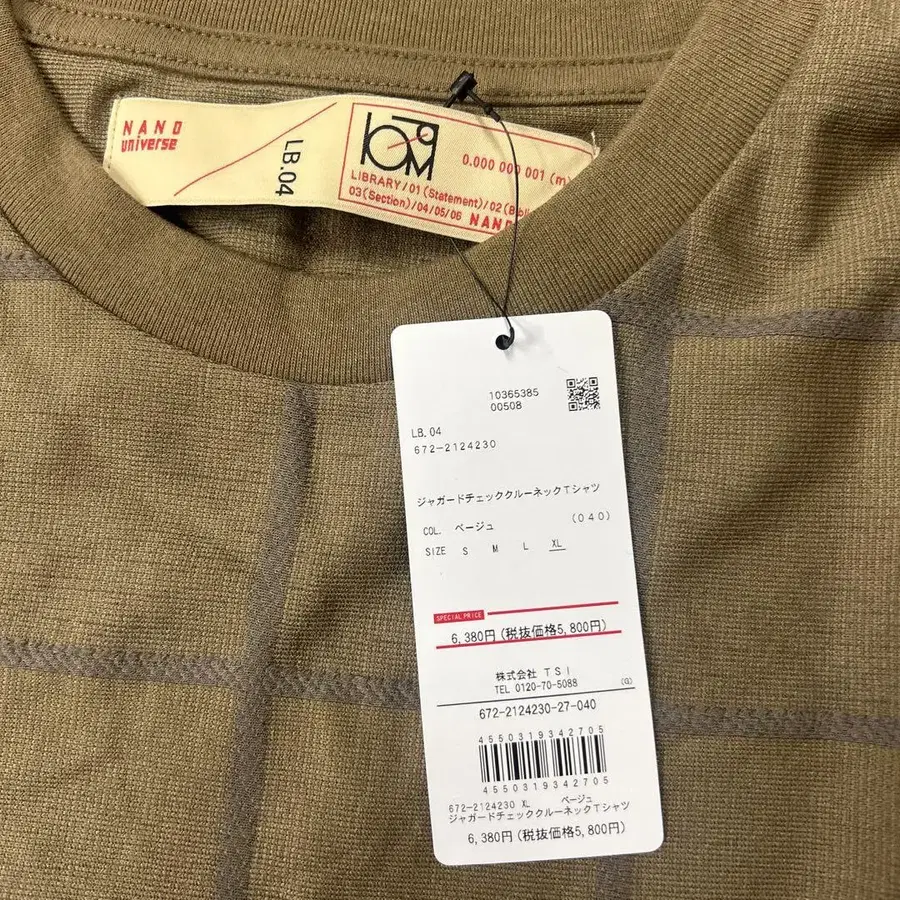 NANO
universe
LB.04
0.000 000 001 (m)
LIBRARY/01(Statement)/02(
03(Section)/04/05/06 NANO
10365385
00508
LB.04
672-2124230
ジャガードチェッククルーネックTシャツ
COL. ベージュ (040)
SIZE S M L XL
SPECIAL PRICE
6,380円(税抜価格5,800円)
株式会社 TSI
TEL 0120-70-5088 (G)
672-2124230-27-040
4550319342705
4550319342705
672-2124230 XL ベージュ
ジャガードチェッククルーネックTシャツ
6,380円(税抜価格5,800円)